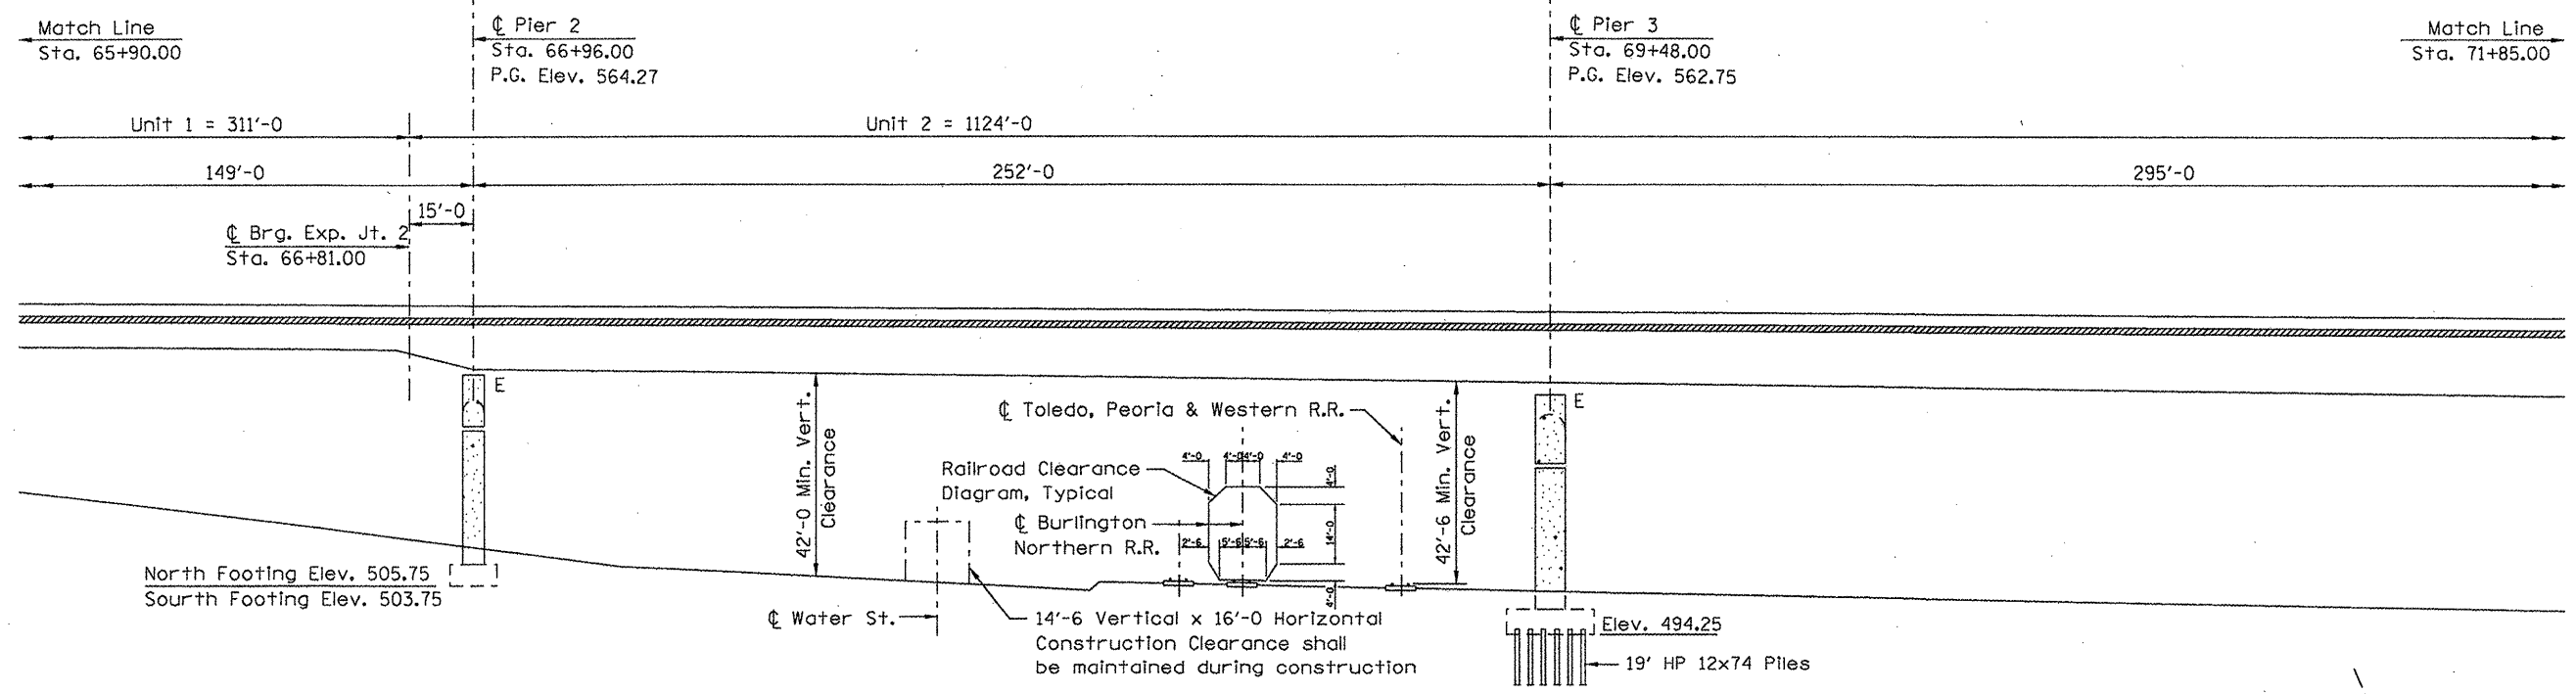 Match Line
Sta. 65+90.00
℄ Pier 2
Sta. 66+96.00
P.G. Elev. 564.27
℄ Pier 3
Sta. 69+48.00
P.G. Elev. 562.75
Match Line
Sta. 71+85.00
Unit 1 = 311'-0
Unit 2 = 1124'-0
149'-0
252'-0
295'-0
15'-0
℄ Brg. Exp. Jt. 2
Sta. 66+81.00
E
E
42'-0 Min. Vert.
Clearance
℄ Toledo, Peoria & Western R.R.
42'-6 Min. Vert.
Clearance
Railroad Clearance
Diagram, Typical
4'-0
4'-0
4'-0
4'-0
4'-0
℄ Burlington
Northern R.R.
2'-6
5'-6
5'-6
2'-6
14'-0
4'-0
North Footing Elev. 505.75
Sourth Footing Elev. 503.75
℄ Water St.
14'-6 Vertical x 16'-0 Horizontal
Construction Clearance shall
be maintained during construction
Elev. 494.25
19' HP 12x74 Piles